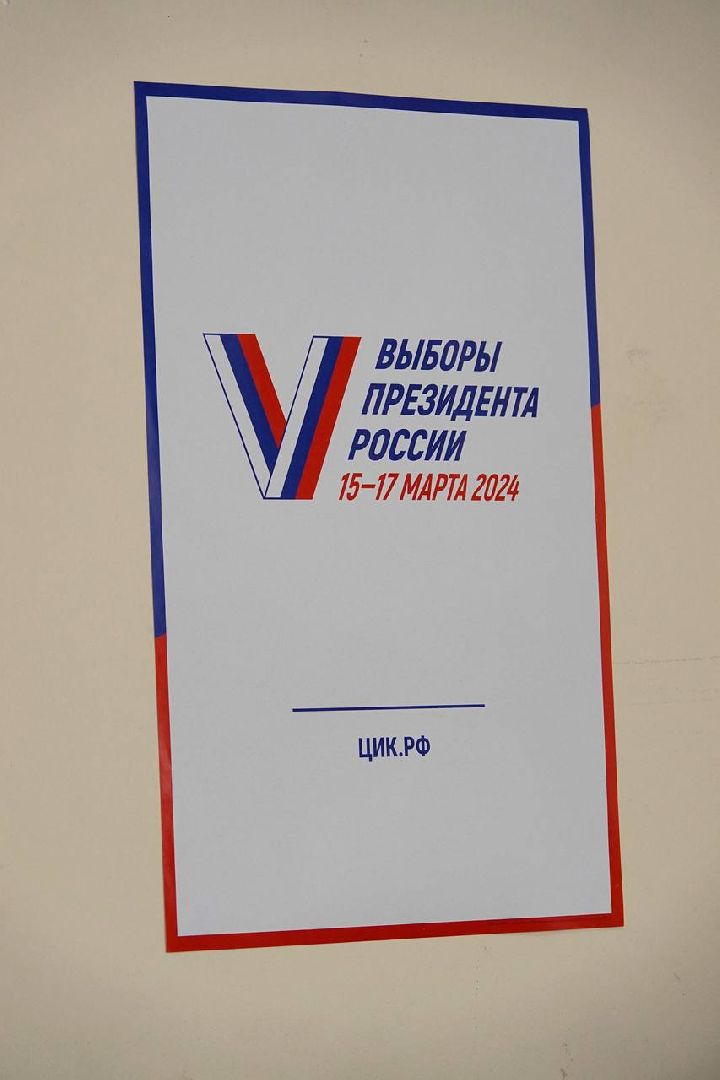 V
ВЫБОРЫ
ПРЕЗИДЕНТА
РОССИИ
15–17 МАРТА 2024
ЦИК.РФ